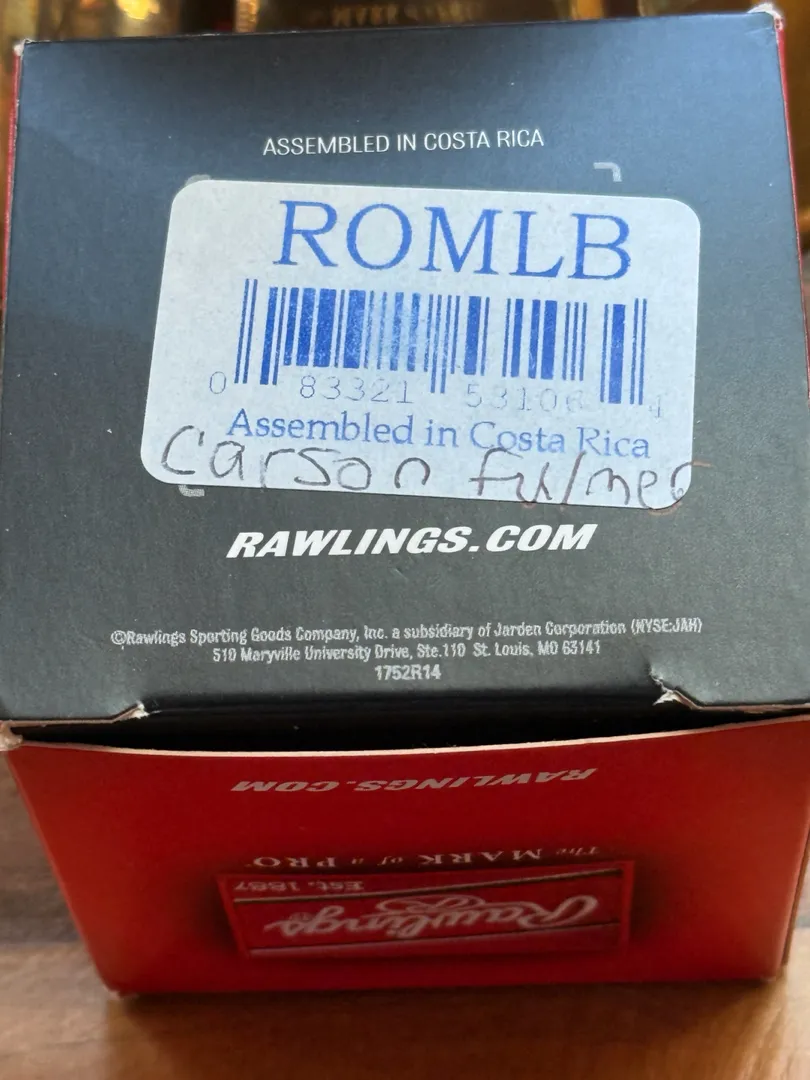 ASSEMBLED IN COSTA RICA
ROMLB
0 83321 53106 4
Assembled in Costa Rica
Carson fulmer
RAWLINGS.COM
©Rawlings Sporting Goods Company, Inc. a subsidiary of Jarden Corporation (NYSE:JAH)
510 Maryville University Drive, Ste.110 St. Louis, MO 63141
1752R14
RAWLINGS.COM
The MARK of a PRO
Est. 1887
Rawlings